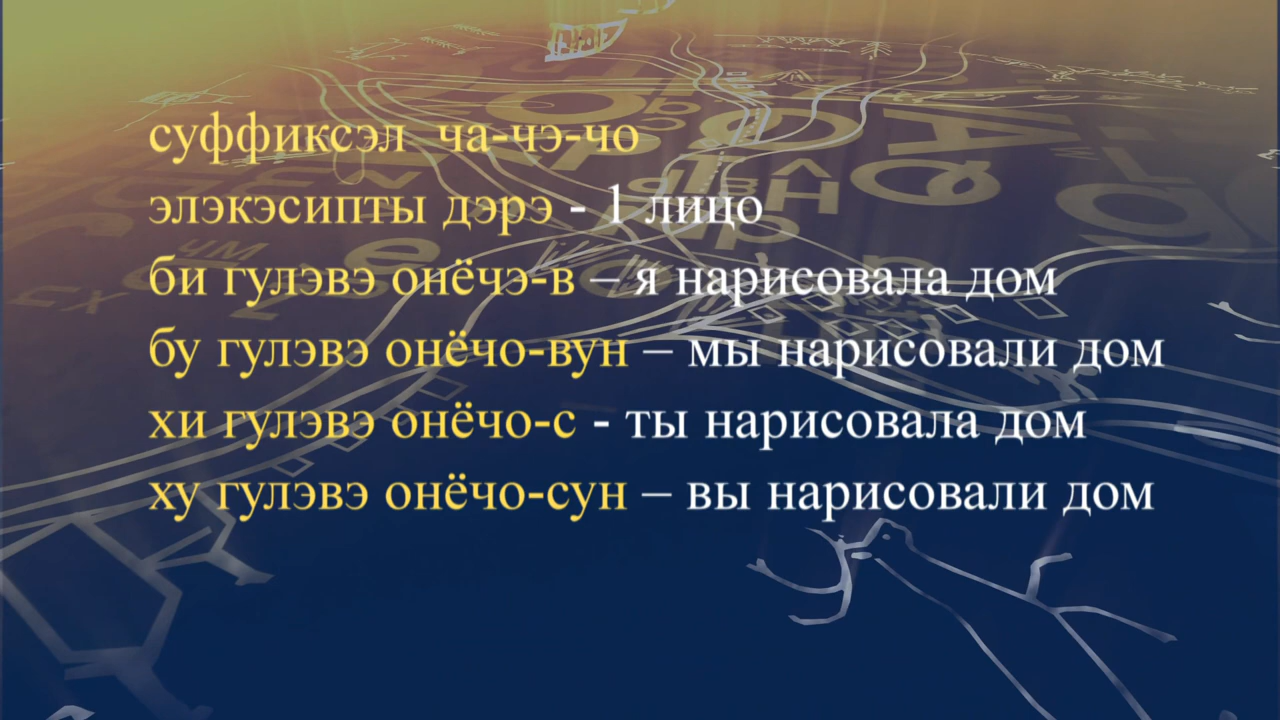 суффиксэл ча-чэ-чо
элэкэсипты дэрэ - 1 лицо
би гулэвэ онёчэ-в – я нарисовала дом
бу гулэвэ онёчо-вун – мы нарисовали дом
хи гулэвэ онёчо-с - ты нарисовала дом
ху гулэвэ онёчо-сун – вы нарисовали дом